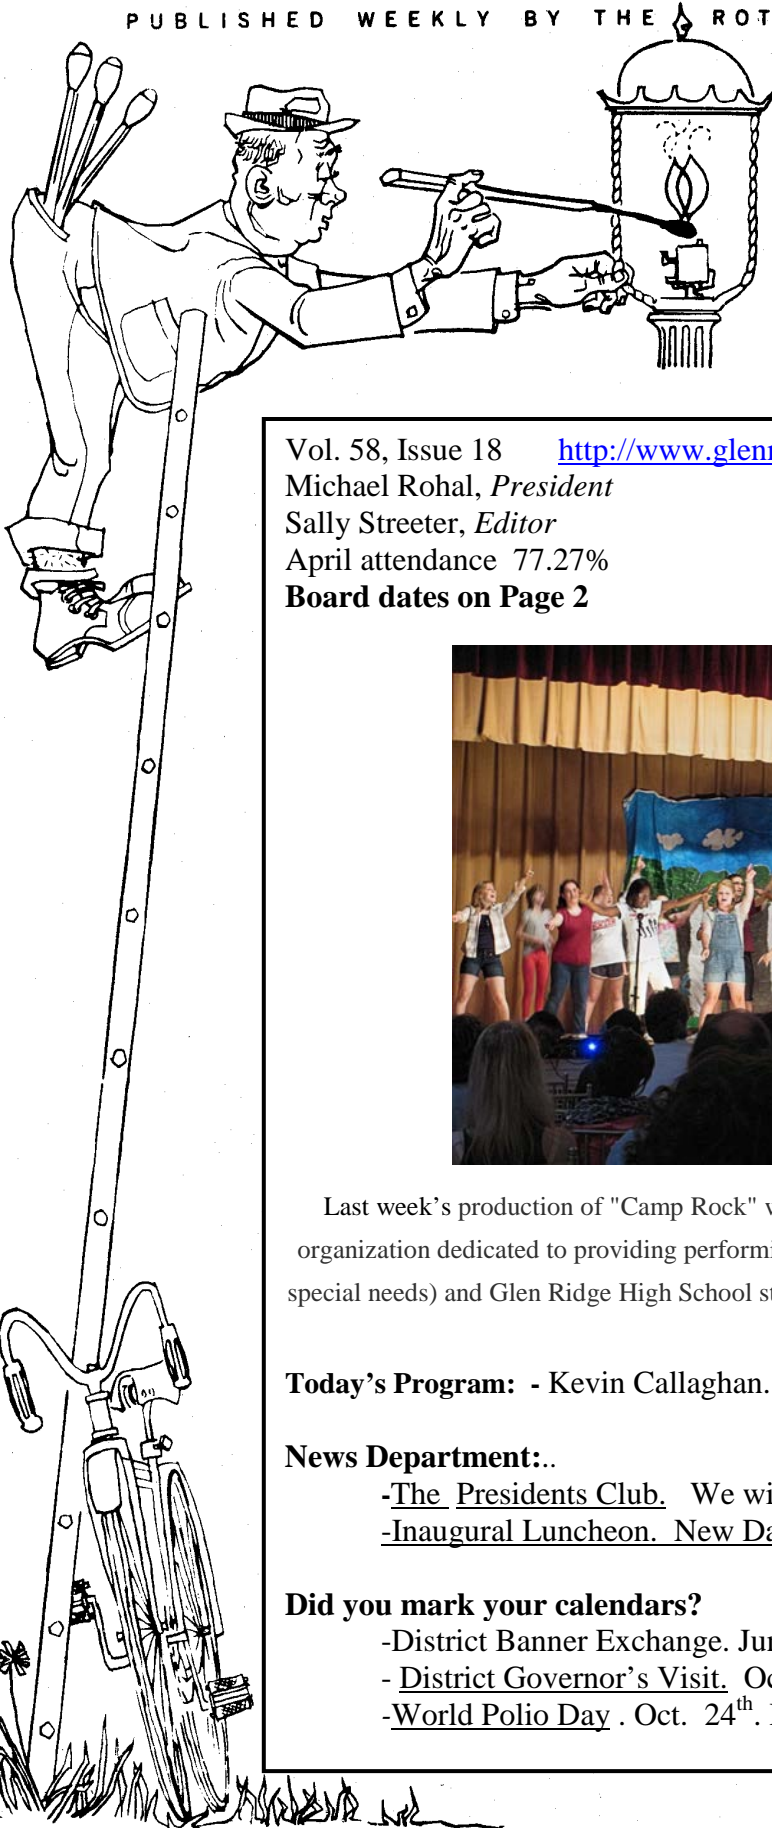 PUBLISHED WEEKLY BY THE ROT
Vol. 58, Issue 18 http://www.glenr
Michael Rohal, President
Sally Streeter, Editor
April attendance 77.27%
Board dates on Page 2
Last week’s production of "Camp Rock" w
organization dedicated to providing performi
special needs) and Glen Ridge High School st
Today’s Program: - Kevin Callaghan.
News Department:..
-The Presidents Club. We wi
-Inaugural Luncheon. New Da
Did you mark your calendars?
-District Banner Exchange. Jun
- District Governor’s Visit. Oc
-World Polio Day . Oct. 24th.